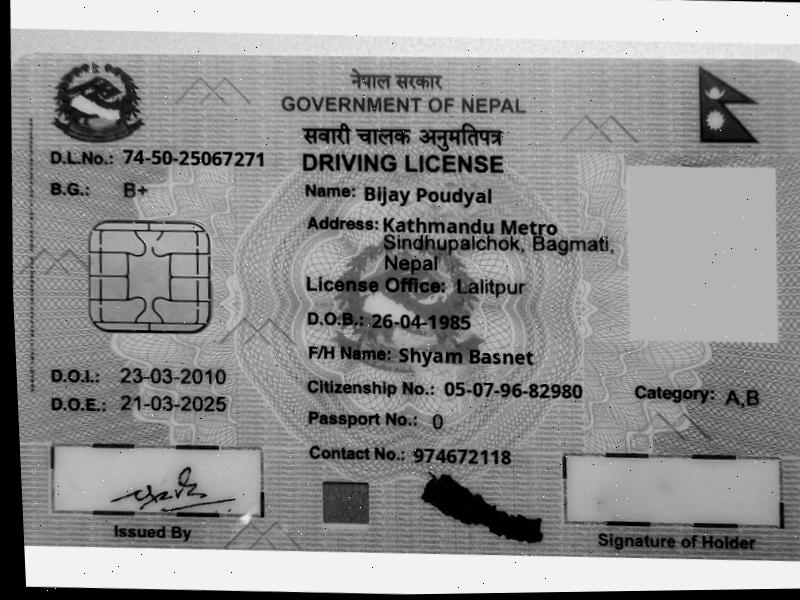 नेपाल सरकार
GOVERNMENT OF NEPAL
सवारी चालक अनुमतिपत्र
DRIVING LICENSE
D.L.No.: 74-50-25067271
B.G.: B+
Name: Bijay Poudyal
Address: Kathmandu Metro
Sindhupalchok, Bagmati,
Nepal
License Office: Lalitpur
D.O.B.: 26-04-1985
F/H Name: Shyam Basnet
D.O.I.: 23-03-2010
Citizenship No.: 05-07-96-82980
Category: A,B
D.O.E.: 21-03-2025
Passport No.: 0
Contact No.: 974672118
Issued By
Signature of Holder